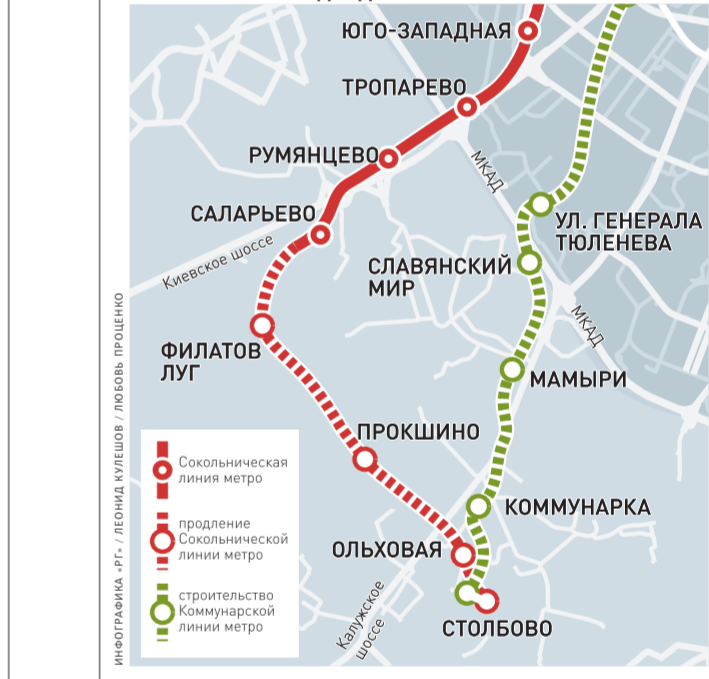 ЮГО-ЗАПАДНАЯ
ТРОПАРЕВО
РУМЯНЦЕВО
МКАД
САЛАРЬЕВО
УЛ. ГЕНЕРАЛА
ТЮЛЕНЕВА
Киевское шоссе
СЛАВЯНСКИЙ
МИР
МКАД
ФИЛАТОВ
ЛУГ
МАМЫРИ
ПРОКШИНО
КОММУНАРКА
ОЛЬХОВАЯ
Калужское
шоссе
СТОЛБОВО
Сокольническая
линия метро
продление
Сокольнической
линии метро
строительство
Коммунарской
линии метро
ИНФОГРАФИКА «РГ» / ЛЕОНИД КУЛЕШОВ / ЛЮБОВЬ ПРОЦЕНКО